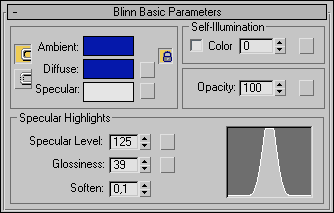 - Blinn Basic Parameters
Ambient:
Diffuse:
Specular:
Self-Illumination
Color 0
Opacity: 100
Specular Highlights
Specular Level: 125
Glossiness: 39
Soften: 0,1